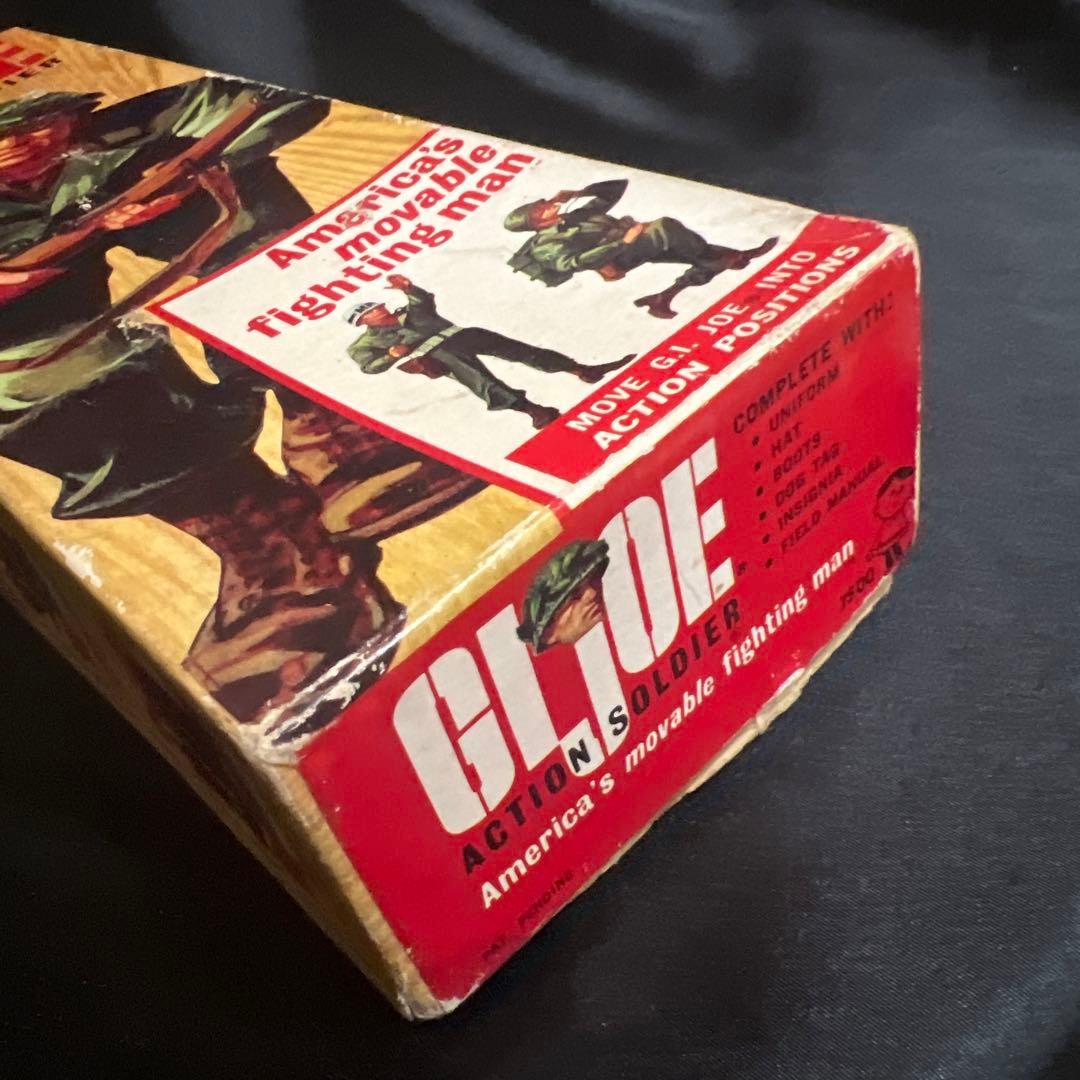 America's
movable
fighting man
MOVE G.I. JOE INTO
ACTION POSITIONS
G.I. JOE
®
ACTION SOLDIER
America's movable fighting man
PAT. PENDING
COMPLETE WITH:
• UNIFORM
• HAT
• BOOTS
• DOG TAG
• INSIGNIA
• FIELD MANUAL
7500